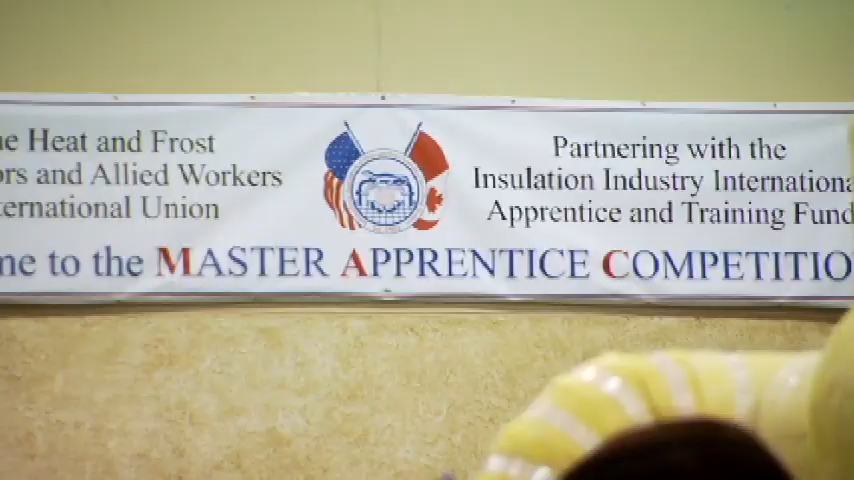 e Heat and Frost
ors and Allied Workers
ternational Union
Partnering with the
Insulation Industry Internationa
Apprentice and Training Fund
me to the MASTER APPRENTICE COMPETITIO